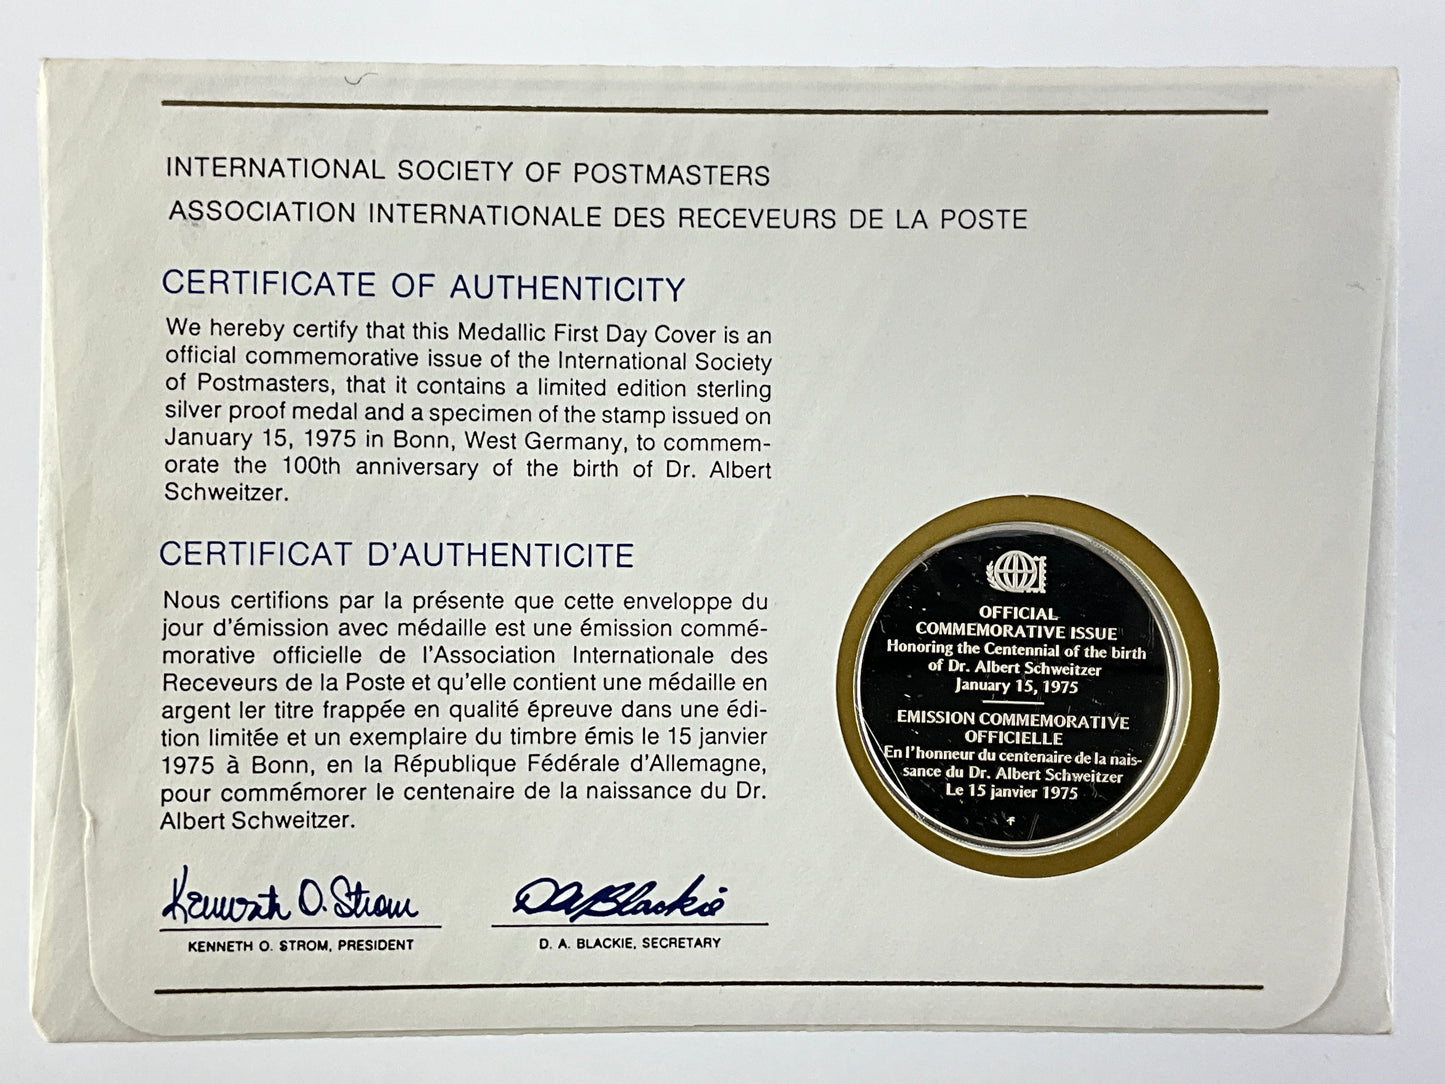 INTERNATIONAL SOCIETY OF POSTMASTERS
ASSOCIATION INTERNATIONALE DES RECEVEURS DE LA POSTE
CERTIFICATE OF AUTHENTICITY
We hereby certify that this Medallic First Day Cover is an
official commemorative issue of the International Society
of Postmasters, that it contains a limited edition sterling
silver proof medal and a specimen of the stamp issued on
January 15, 1975 in Bonn, West Germany, to commem-
orate the 100th anniversary of the birth of Dr. Albert
Schweitzer.
CERTIFICAT D'AUTHENTICITE
Nous certifions par la présente que cette enveloppe du
jour d'émission avec médaille est une émission commé-
morative officielle de l'Association Internationale des
Receveurs de la Poste et qu'elle contient une médaille en
argent ler titre frappée en qualité épreuve dans une édi-
tion limitée et un exemplaire du timbre émis le 15 janvier
1975 à Bonn, en la République Fédérale d'Allemagne,
pour commémorer le centenaire de la naissance du Dr.
Albert Schweitzer.
Kenneth O. Strom
KENNETH O. STROM, PRESIDENT
DABlackie
D. A. BLACKIE, SECRETARY
OFFICIAL
COMMEMORATIVE ISSUE
Honoring the Centennial of the birth
of Dr. Albert Schweitzer
January 15, 1975
EMISSION COMMEMORATIVE
OFFICIELLE
En l'honneur du centenaire de la nais-
sance du Dr. Albert Schweitzer
Le 15 janvier 1975